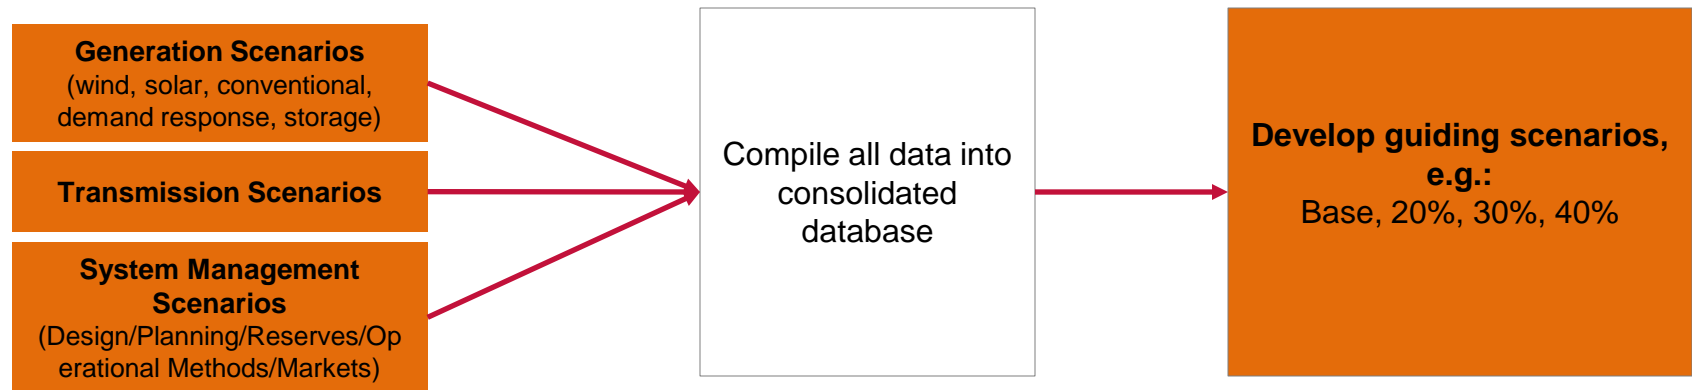 Generation Scenarios
(wind, solar, conventional,
demand response, storage)
Transmission Scenarios
System Management
Scenarios
(Design/Planning/Reserves/Op
erational Methods/Markets)
Compile all data into
consolidated
database
Develop guiding scenarios,
e.g.:
Base, 20%, 30%, 40%